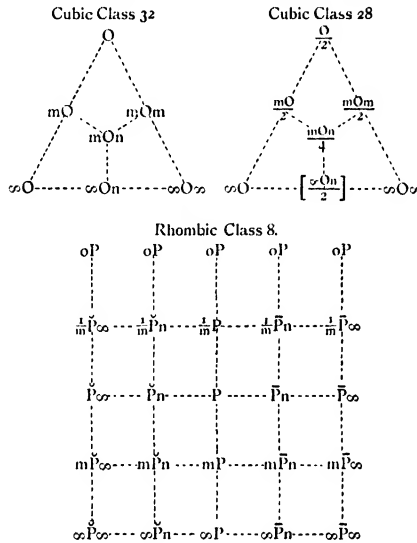 Cubic Class 32 Cubic Class 28
O O/2
mO mOm mO/2 mOm/2
mOn mOn/4
∞O ∞On ∞O∞ ∞O [∞On/2] ∞O∞
Rhombic Class 8.
oP oP oP oP oP
1/m P̆∞ 1/m P̆n 1/m P 1/m P̄n 1/m P̄∞
P̆∞ P̆n P P̄n P̄∞
mP̆∞ mP̆n mP mP̄n mP̄∞
∞P̆∞ ∞P̆n ∞P ∞P̄n ∞P̄∞